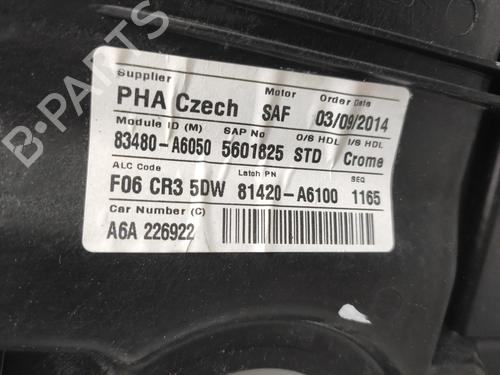 B-PARTS
Supplier Motor Order Date
PHA Czech SAF 03/09/2014
Module ID (M) SAP No O/S HDL I/S HDL
83480-A6050 5601825 STD Crome
ALC Code Latch PN SEQ
F06 CR3 5DW 81420-A6100 1165
Car Number (C)
A6A 226922